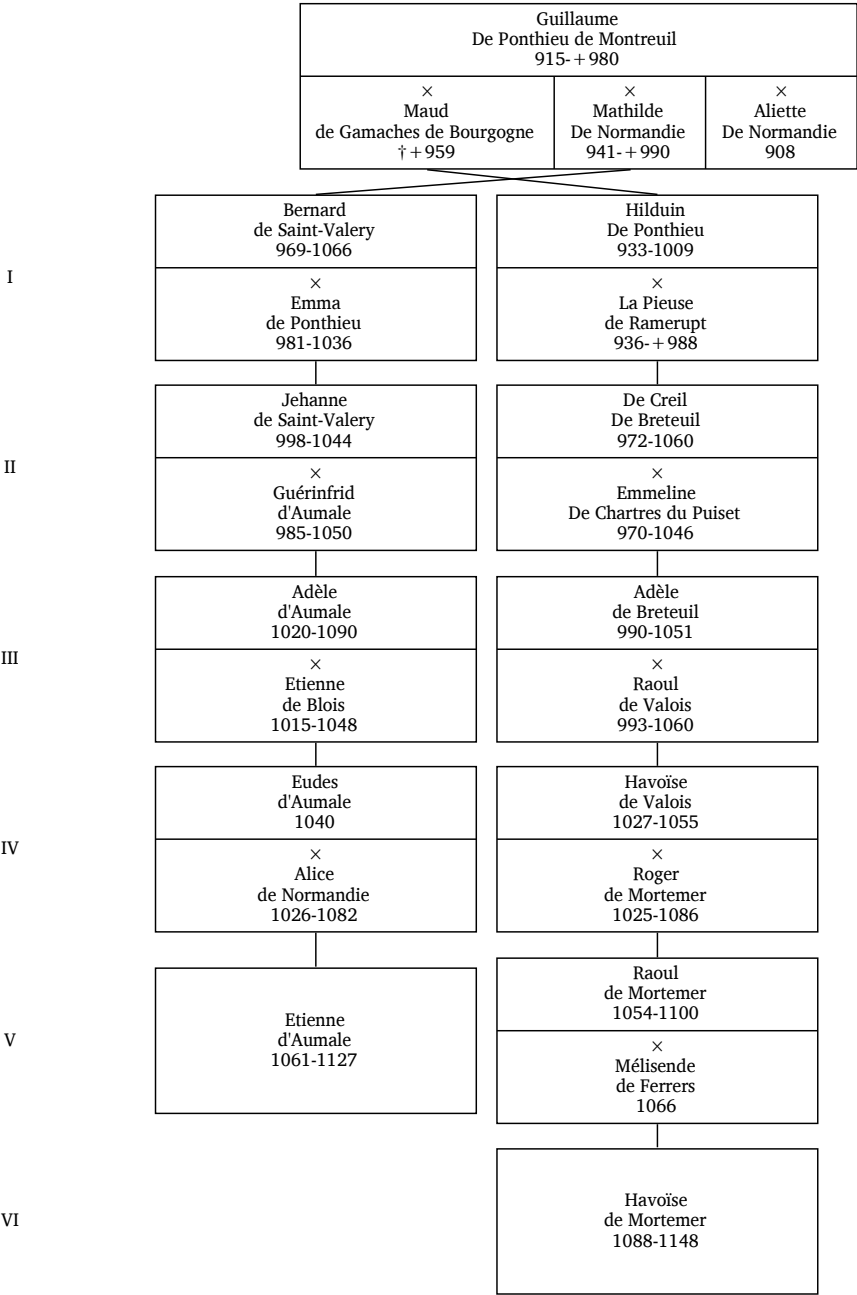 Guillaume
De Ponthieu de Montreuil
915-+980
×
Maud
de Gamaches de Bourgogne
†+959
×
Mathilde
De Normandie
941-+990
×
Aliette
De Normandie
908
I
Bernard
de Saint-Valery
969-1066
×
Emma
de Ponthieu
981-1036
Hilduin
De Ponthieu
933-1009
×
La Pieuse
de Ramerupt
936-+988
II
Jehanne
de Saint-Valery
998-1044
×
Guérinfrid
d'Aumale
985-1050
De Creil
De Breteuil
972-1060
×
Emmeline
De Chartres du Puiset
970-1046
III
Adèle
d'Aumale
1020-1090
×
Etienne
de Blois
1015-1048
Adèle
de Breteuil
990-1051
×
Raoul
de Valois
993-1060
IV
Eudes
d'Aumale
1040
×
Alice
de Normandie
1026-1082
Havoïse
de Valois
1027-1055
×
Roger
de Mortemer
1025-1086
V
Etienne
d'Aumale
1061-1127
Raoul
de Mortemer
1054-1100
×
Mélisende
de Ferrers
1066
VI
Havoïse
de Mortemer
1088-1148